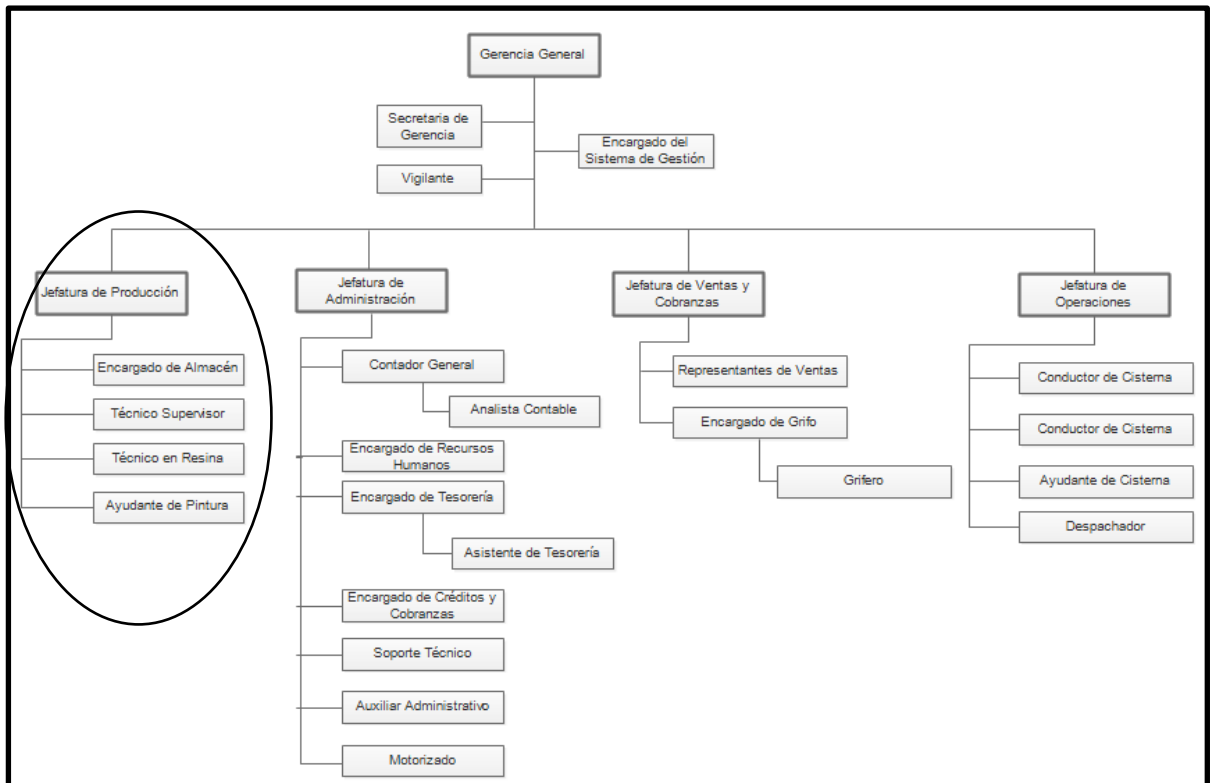 Gerencia General
Secretaria de
Gerencia
Encargado del
Sistema de Gestión
Vigilante
Jefatura de Producción
Encargado de Almacén
Técnico Supervisor
Técnico en Resina
Ayudante de Pintura
Jefatura de
Administración
Contador General
Analista Contable
Encargado de Recursos
Humanos
Encargado de Tesorería
Asistente de Tesorería
Encargado de Créditos y
Cobranzas
Soporte Técnico
Auxiliar Administrativo
Motorizado
Jefatura de Ventas y
Cobranzas
Representantes de Ventas
Encargado de Grifo
Grifero
Jefatura de
Operaciones
Conductor de Cisterna
Conductor de Cisterna
Ayudante de Cisterna
Despachador